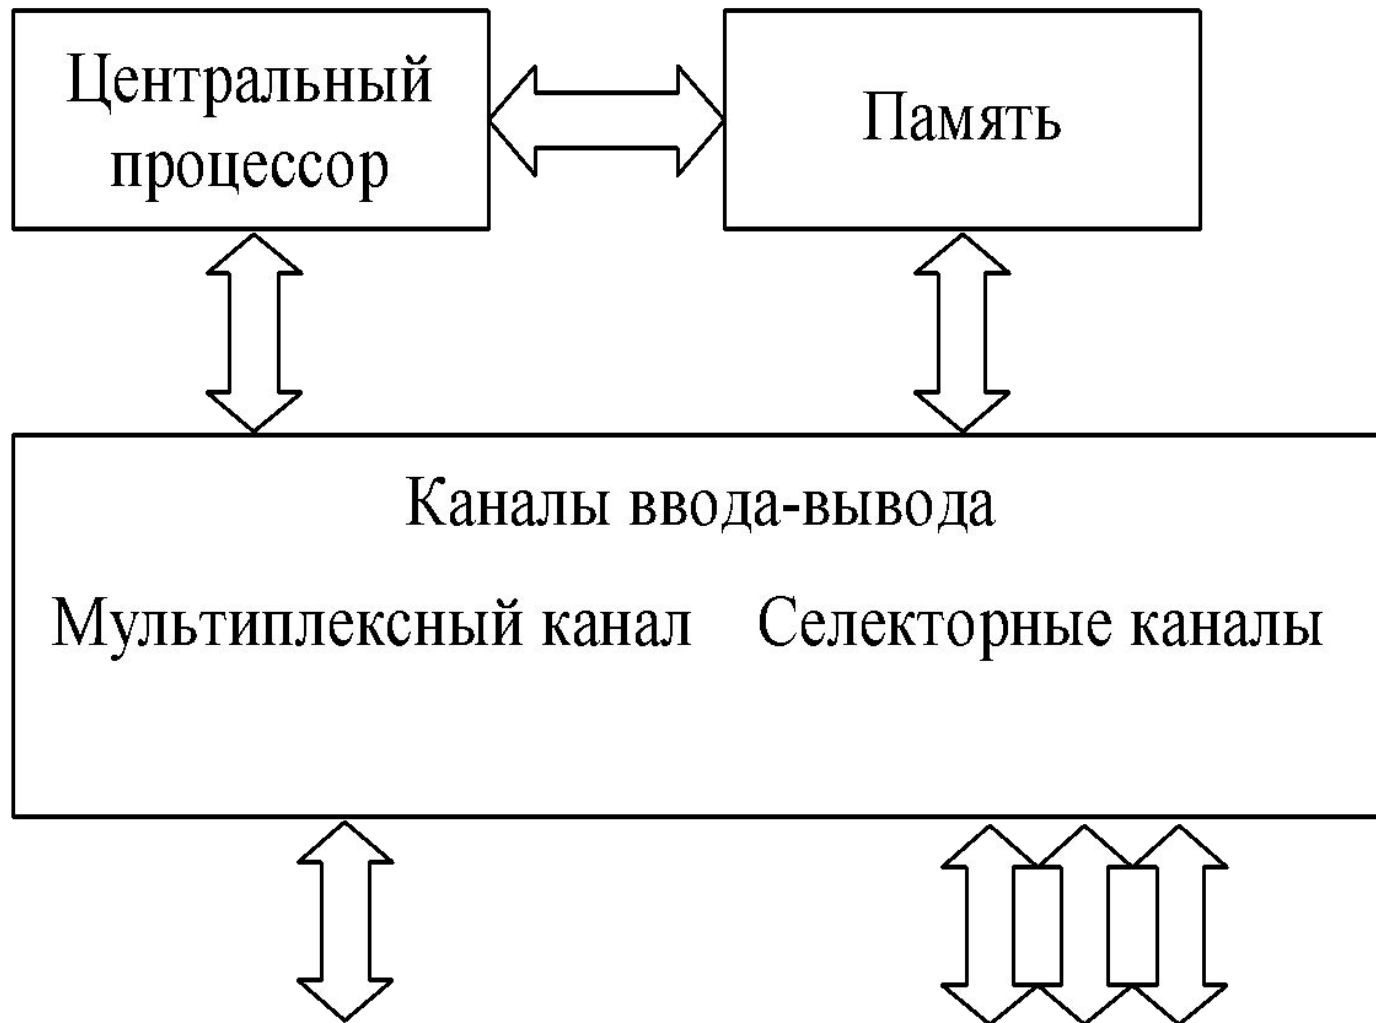 Центральный
процессор
Память
Каналы ввода-вывода
Мультиплексный канал
Селекторные каналы